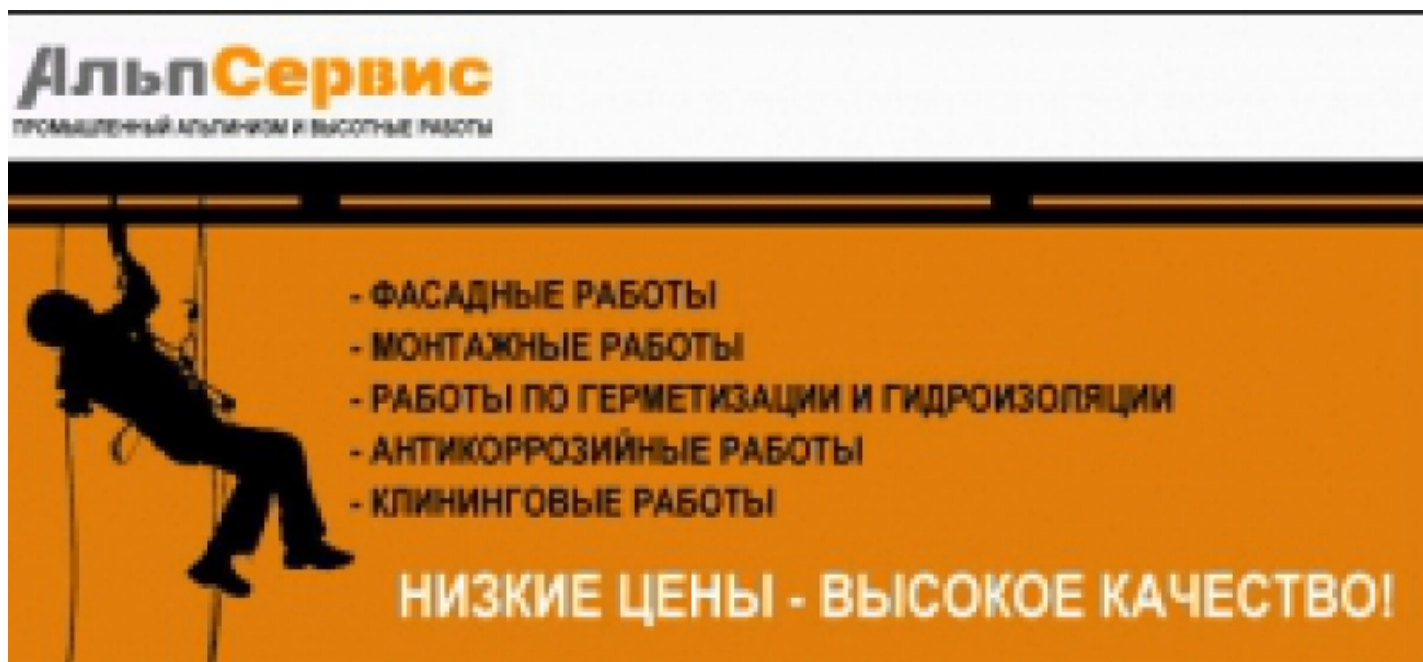 АльпСервис
ПРОМЫШЛЕННЫЙ АЛЬПИНИЗМ И ВЫСОТНЫЕ РАБОТЫ
- ФАСАДНЫЕ РАБОТЫ
- МОНТАЖНЫЕ РАБОТЫ
- РАБОТЫ ПО ГЕРМЕТИЗАЦИИ И ГИДРОИЗОЛЯЦИИ
- АНТИКОРРОЗИЙНЫЕ РАБОТЫ
- КЛИНИНГОВЫЕ РАБОТЫ
НИЗКИЕ ЦЕНЫ - ВЫСОКОЕ КАЧЕСТВО!